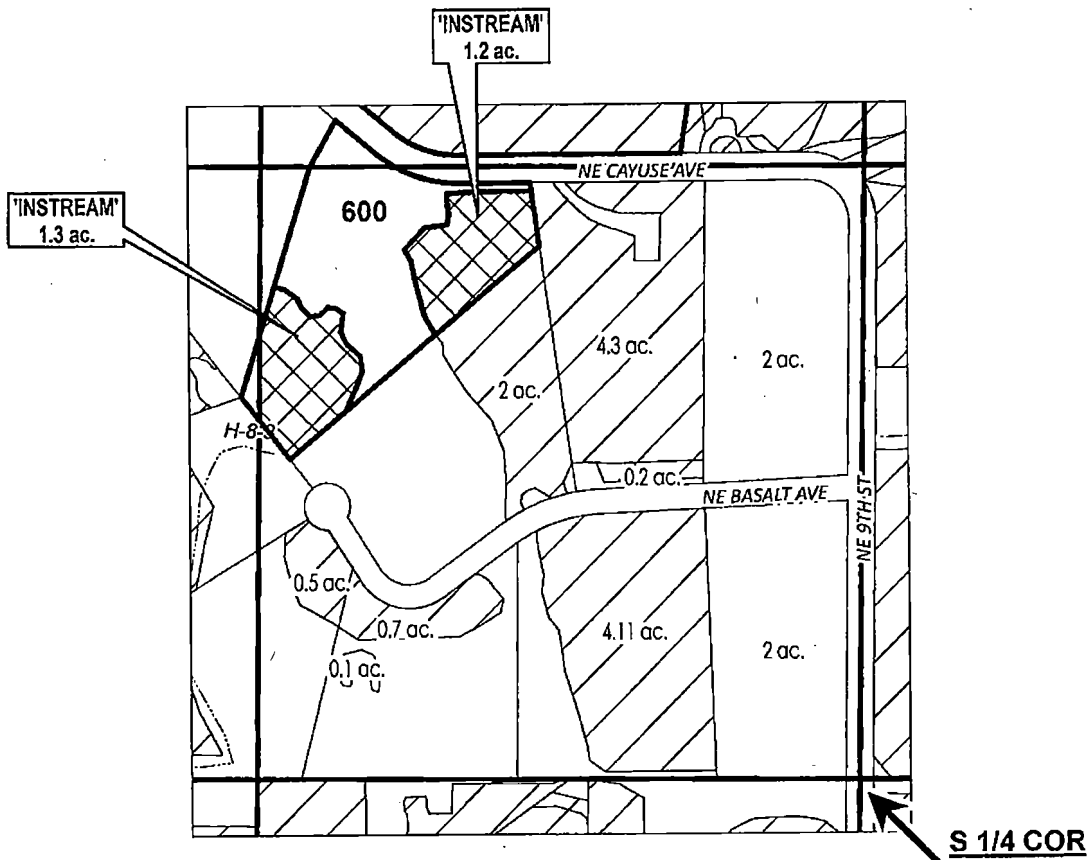 'INSTREAM'
1.2 ac.
NE CAYUSE AVE
'INSTREAM'
1.3 ac.
600
4.3 ac.
2 ac.
2 ac.
H-8-3
0.2 ac.
NE BASALT AVE
NE 9TH ST
0.5 ac.
0.7 ac.
4.11 ac.
2 ac.
0.1 ac.
S 1/4 COR